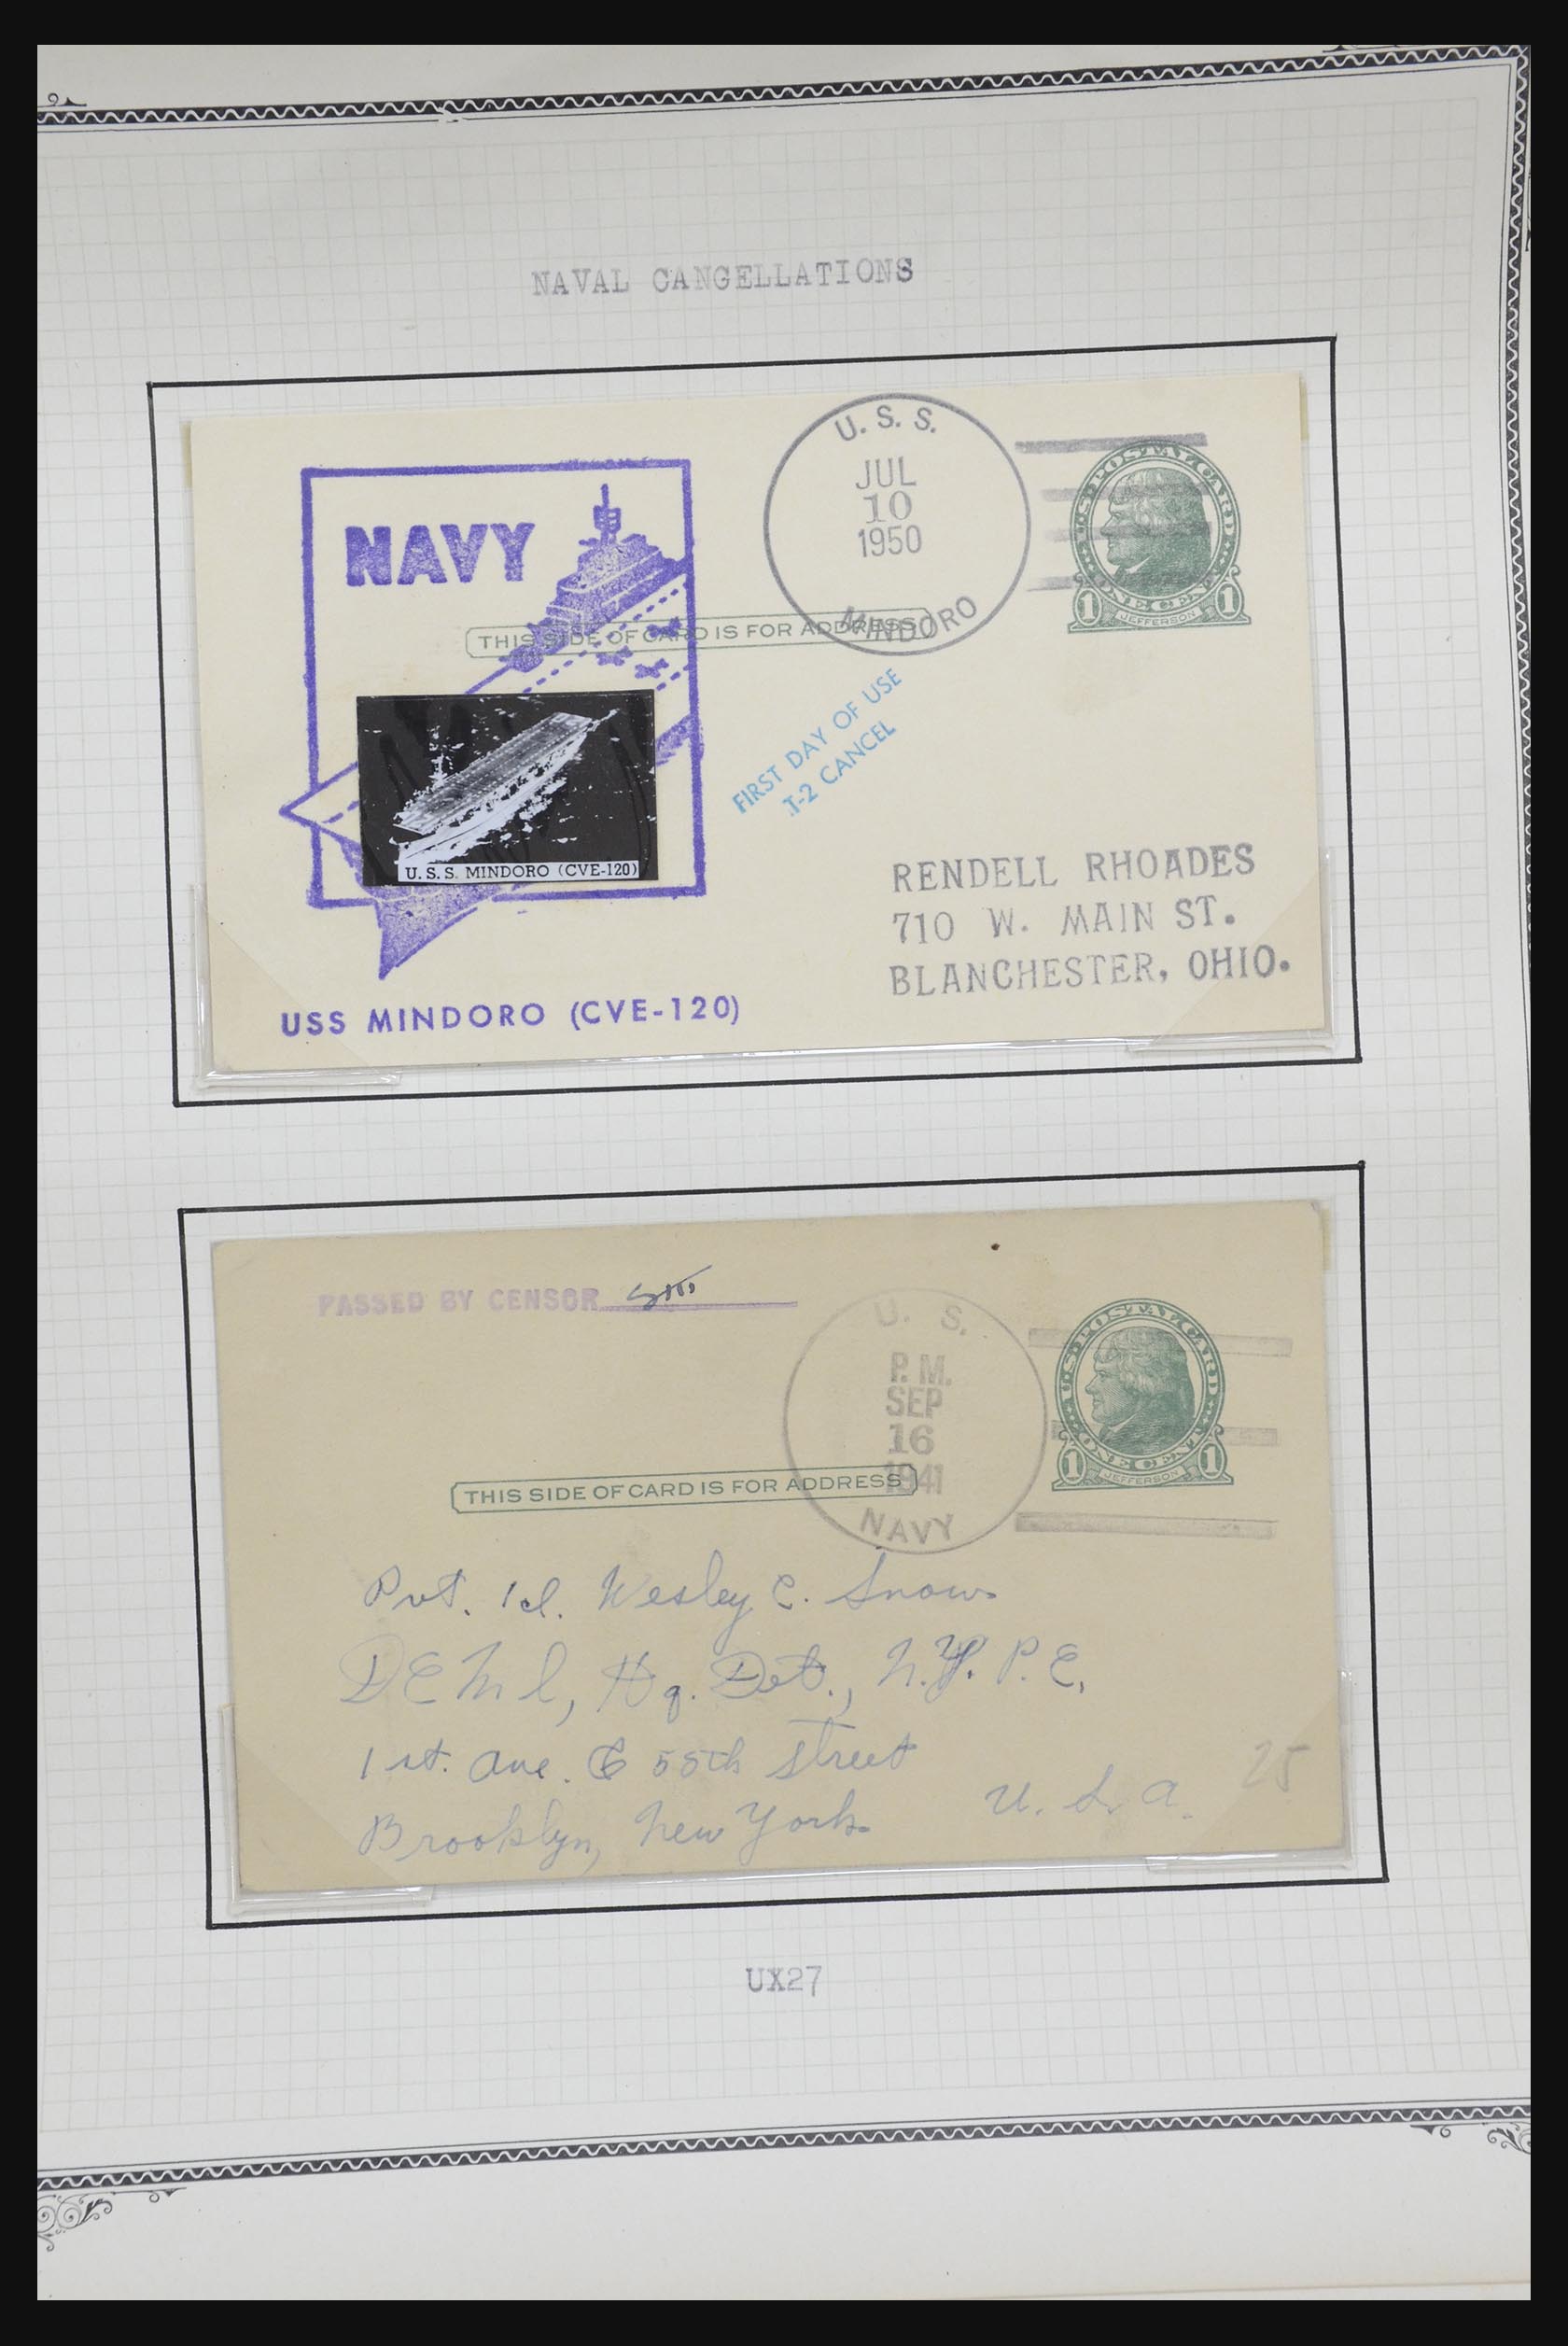 NAVAL CANCELLATIONS
U. S. S.
JUL
10
1950
MINDORO
U.S. POSTAL CARD
ONE CENT
1 JEFFERSON 1
NAVY
THIS SIDE OF CARD IS FOR ADDRESS
U. S. S. MINDORO (CVE-120)
FIRST DAY OF USE
T-2 CANCEL
RENDELL RHOADES
710 W. MAIN ST.
BLANCHESTER, OHIO.
USS MINDORO (CVE-120)
PASSED BY CENSOR
U. S.
P.M.
SEP
16
1941
NAVY
U.S. POSTAL CARD
ONE CENT
1 JEFFERSON 1
THIS SIDE OF CARD IS FOR ADDRESS
Pvt. 1cl. Wesley C. Snow
DEML, Hq. Det., N.Y. P.E.
1st. Ave. & 58th Street
Brooklyn, New York
U. S. A.
25
UX27